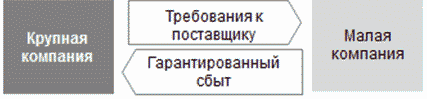 Крупная
компания
Требования к
поставщику
Гарантированный
сбыт
Малая
компания